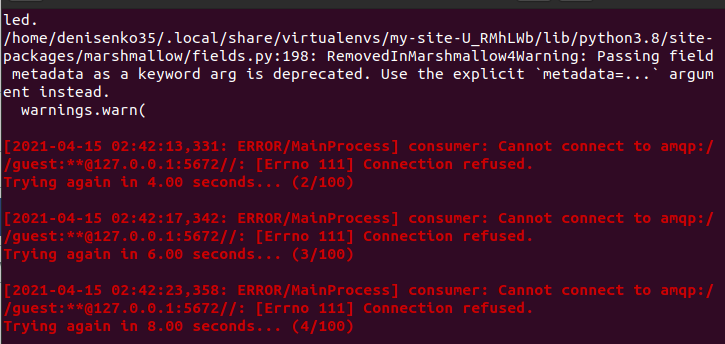 led.
/home/denisenko35/.local/share/virtualenvs/my-site-U_RMhLWb/lib/python3.8/site-
packages/marshmallow/fields.py:198: RemovedInMarshmallow4Warning: Passing field
 metadata as a keyword arg is deprecated. Use the explicit `metadata=...` argum
ent instead.
  warnings.warn(
[2021-04-15 02:42:13,331: ERROR/MainProcess] consumer: Cannot connect to amqp:/
/guest:**@127.0.0.1:5672//: [Errno 111] Connection refused.
Trying again in 4.00 seconds... (2/100)
[2021-04-15 02:42:17,342: ERROR/MainProcess] consumer: Cannot connect to amqp:/
/guest:**@127.0.0.1:5672//: [Errno 111] Connection refused.
Trying again in 6.00 seconds... (3/100)
[2021-04-15 02:42:23,358: ERROR/MainProcess] consumer: Cannot connect to amqp:/
/guest:**@127.0.0.1:5672//: [Errno 111] Connection refused.
Trying again in 8.00 seconds... (4/100)